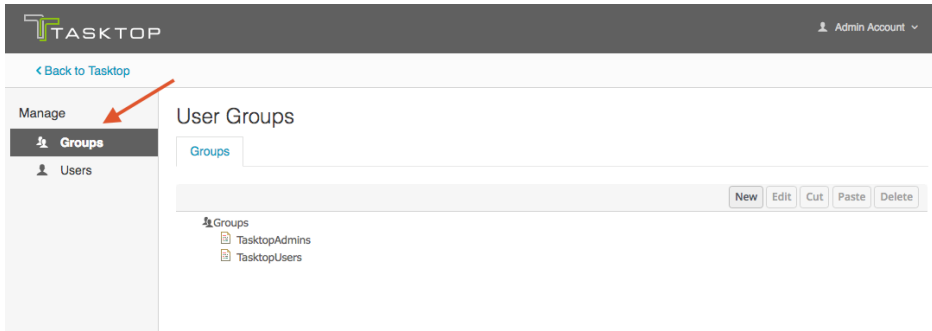 TASKTOP
Admin Account
Back to Tasktop
Manage
Groups
Users
User Groups
Groups
New Edit Cut Paste Delete
Groups
TasktopAdmins
TasktopUsers